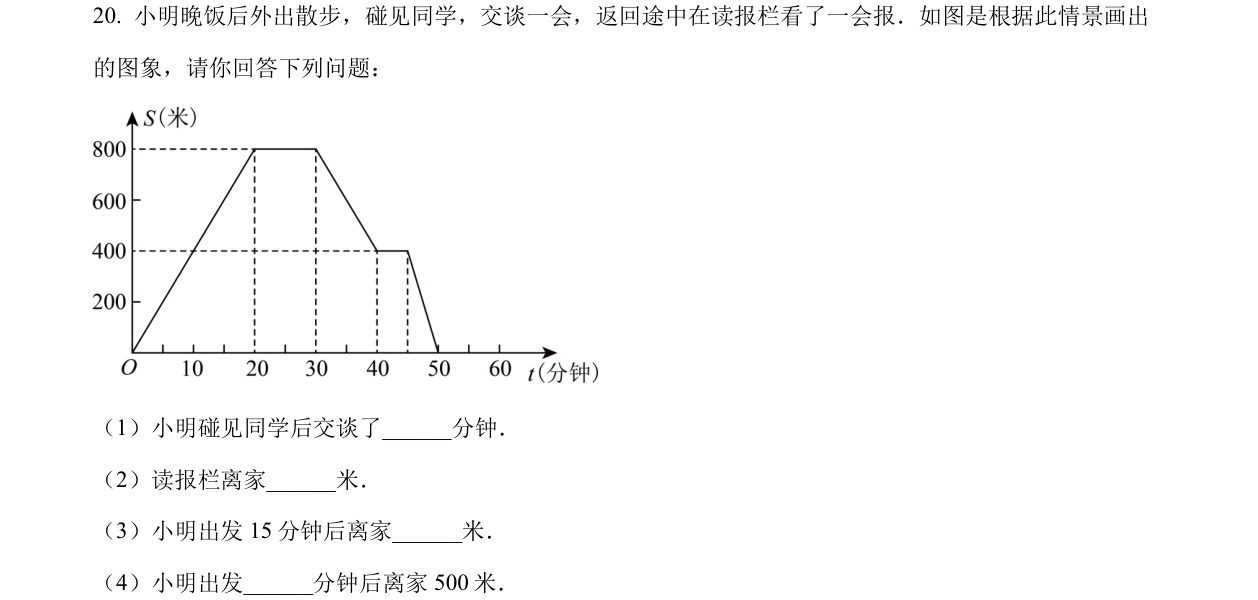 20. 小明晚饭后外出散步，碰见同学，交谈一会，返回途中在读报栏看了一会报．如图是根据此情景画出
的图象，请你回答下列问题：
S(米)
800
600
400
200
O 10 20 30 40 50 60 t(分钟)
（1）小明碰见同学后交谈了______分钟．
（2）读报栏离家______米．
（3）小明出发 15 分钟后离家______米．
（4）小明出发______分钟后离家 500 米．